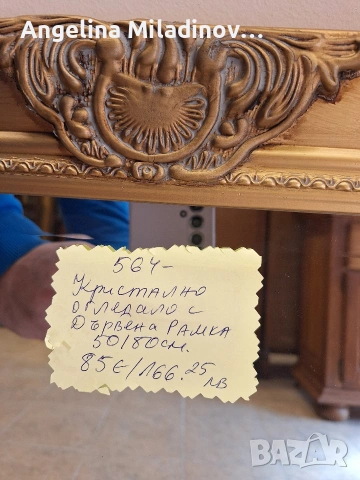 Angelina Miladinov...
564-
Кристално
огледало с
Дървена РАМКА
50/80см.
85€/166.25
лв
BAZAR